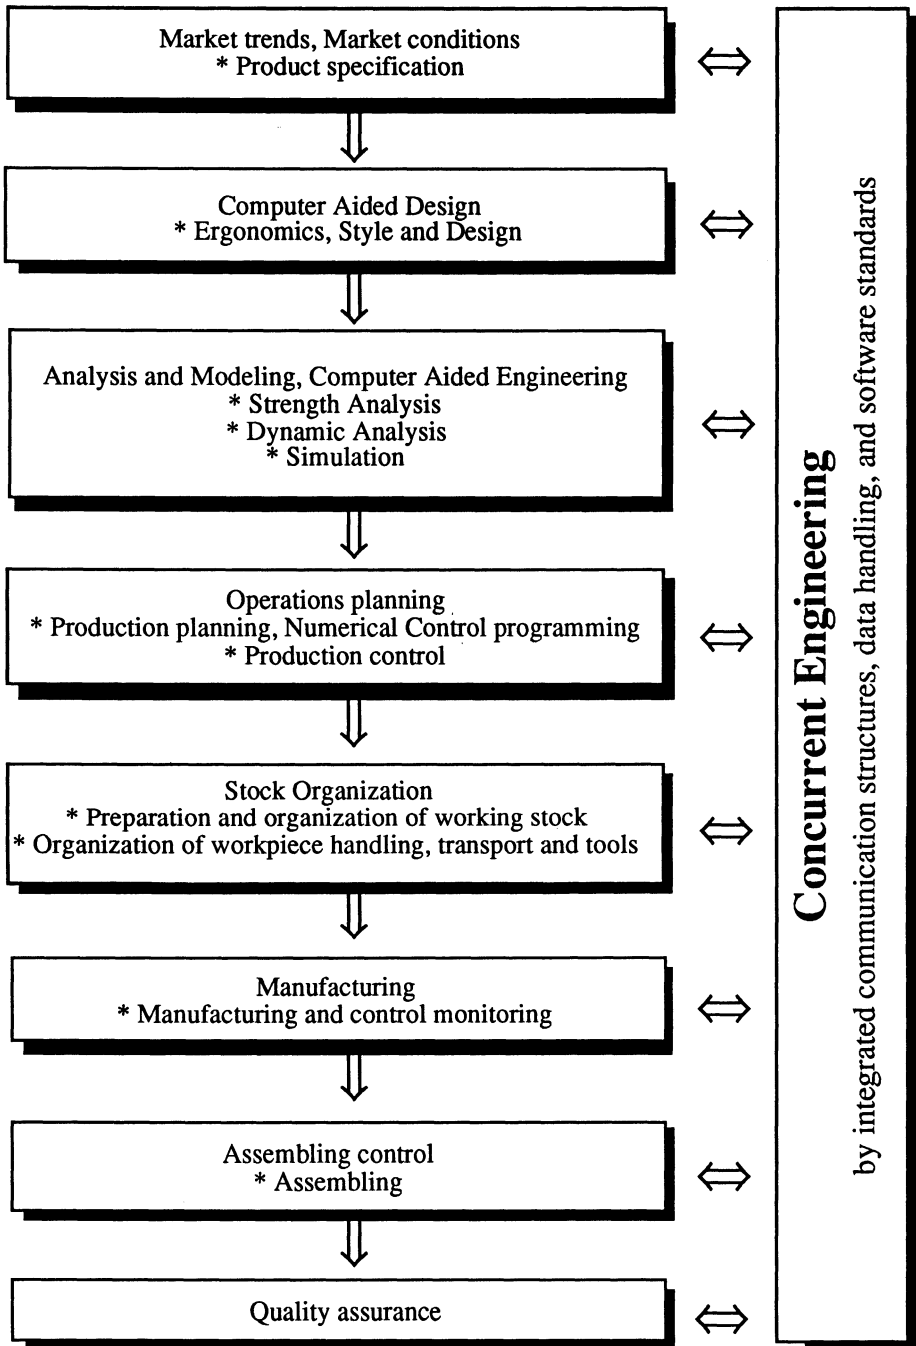 Market trends, Market conditions
* Product specification
Computer Aided Design
* Ergonomics, Style and Design
Analysis and Modeling, Computer Aided Engineering
* Strength Analysis
* Dynamic Analysis
* Simulation
Operations planning
* Production planning, Numerical Control programming
* Production control
Stock Organization
* Preparation and organization of working stock
* Organization of workpiece handling, transport and tools
Manufacturing
* Manufacturing and control monitoring
Assembling control
* Assembling
Quality assurance
Concurrent Engineering
by integrated communication structures, data handling, and software standards